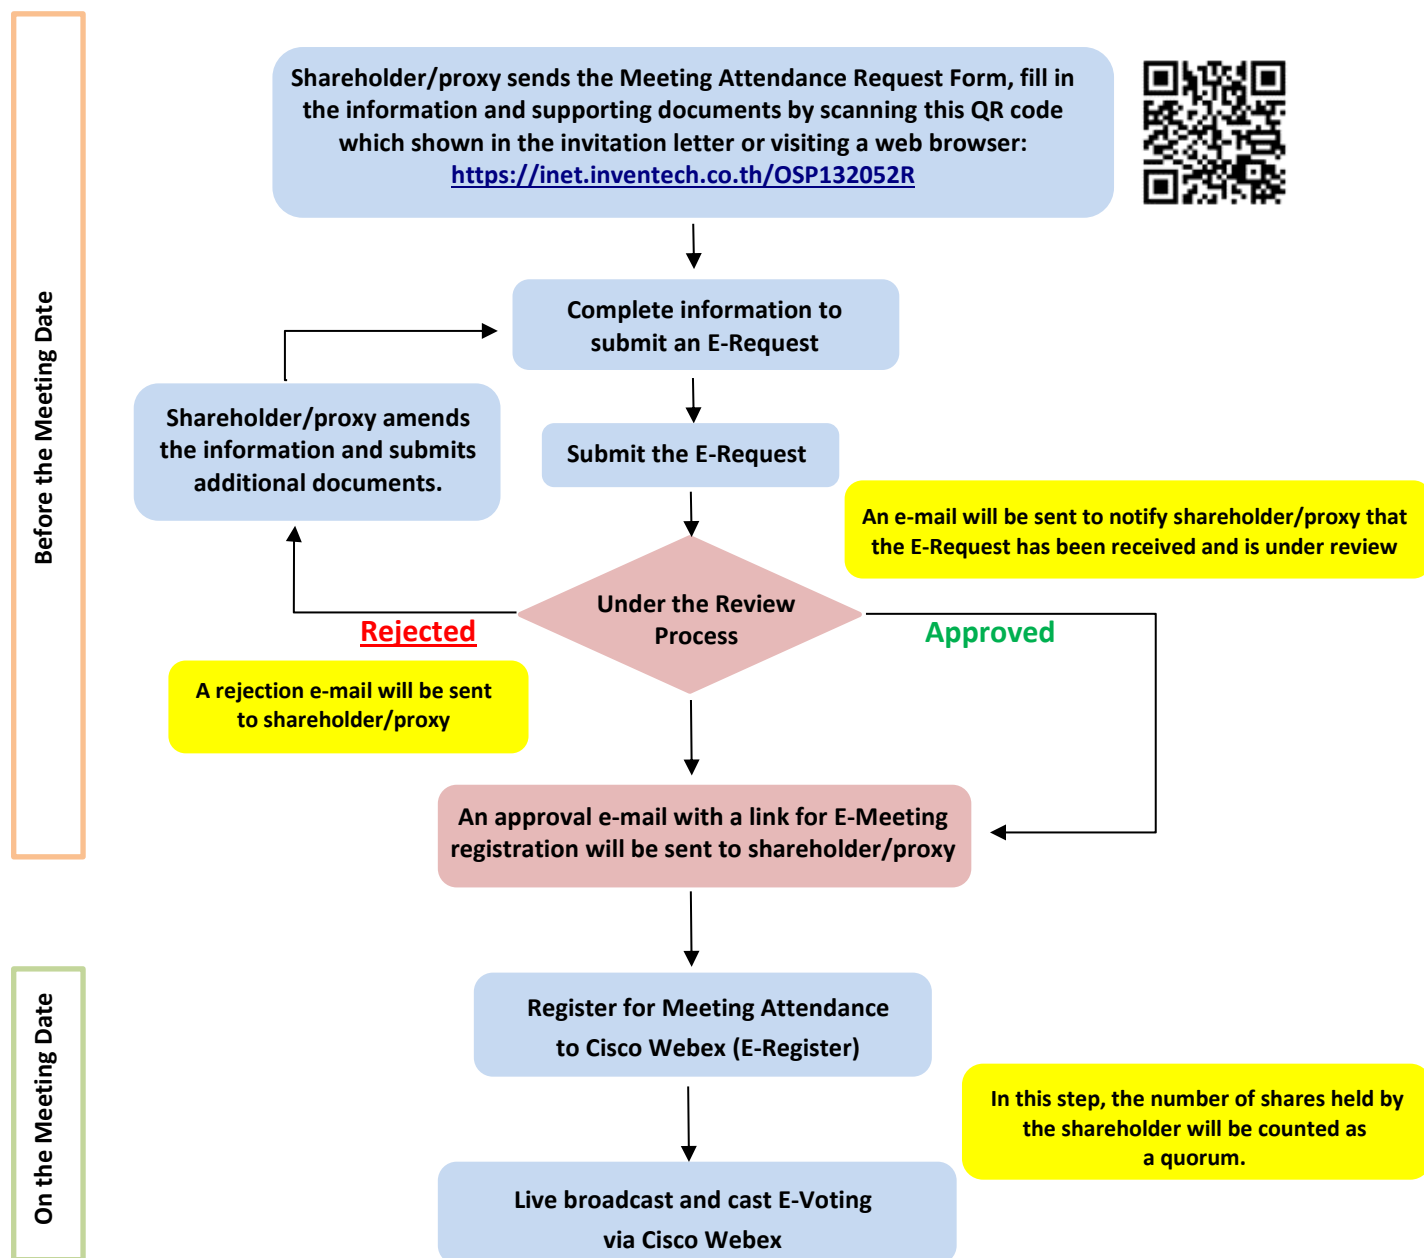 Before the Meeting Date
Shareholder/proxy sends the Meeting Attendance Request Form, fill in
the information and supporting documents by scanning this QR code
which shown in the invitation letter or visiting a web browser:
https://inet.inventech.co.th/OSP132052R
Complete information to
submit an E-Request
Shareholder/proxy amends
the information and submits
additional documents.
Submit the E-Request
An e-mail will be sent to notify shareholder/proxy that
the E-Request has been received and is under review
Under the Review
Process
Rejected
Approved
A rejection e-mail will be sent
to shareholder/proxy
An approval e-mail with a link for E-Meeting
registration will be sent to shareholder/proxy
On the Meeting Date
Register for Meeting Attendance
to Cisco Webex (E-Register)
In this step, the number of shares held by
the shareholder will be counted as
a quorum.
Live broadcast and cast E-Voting
via Cisco Webex